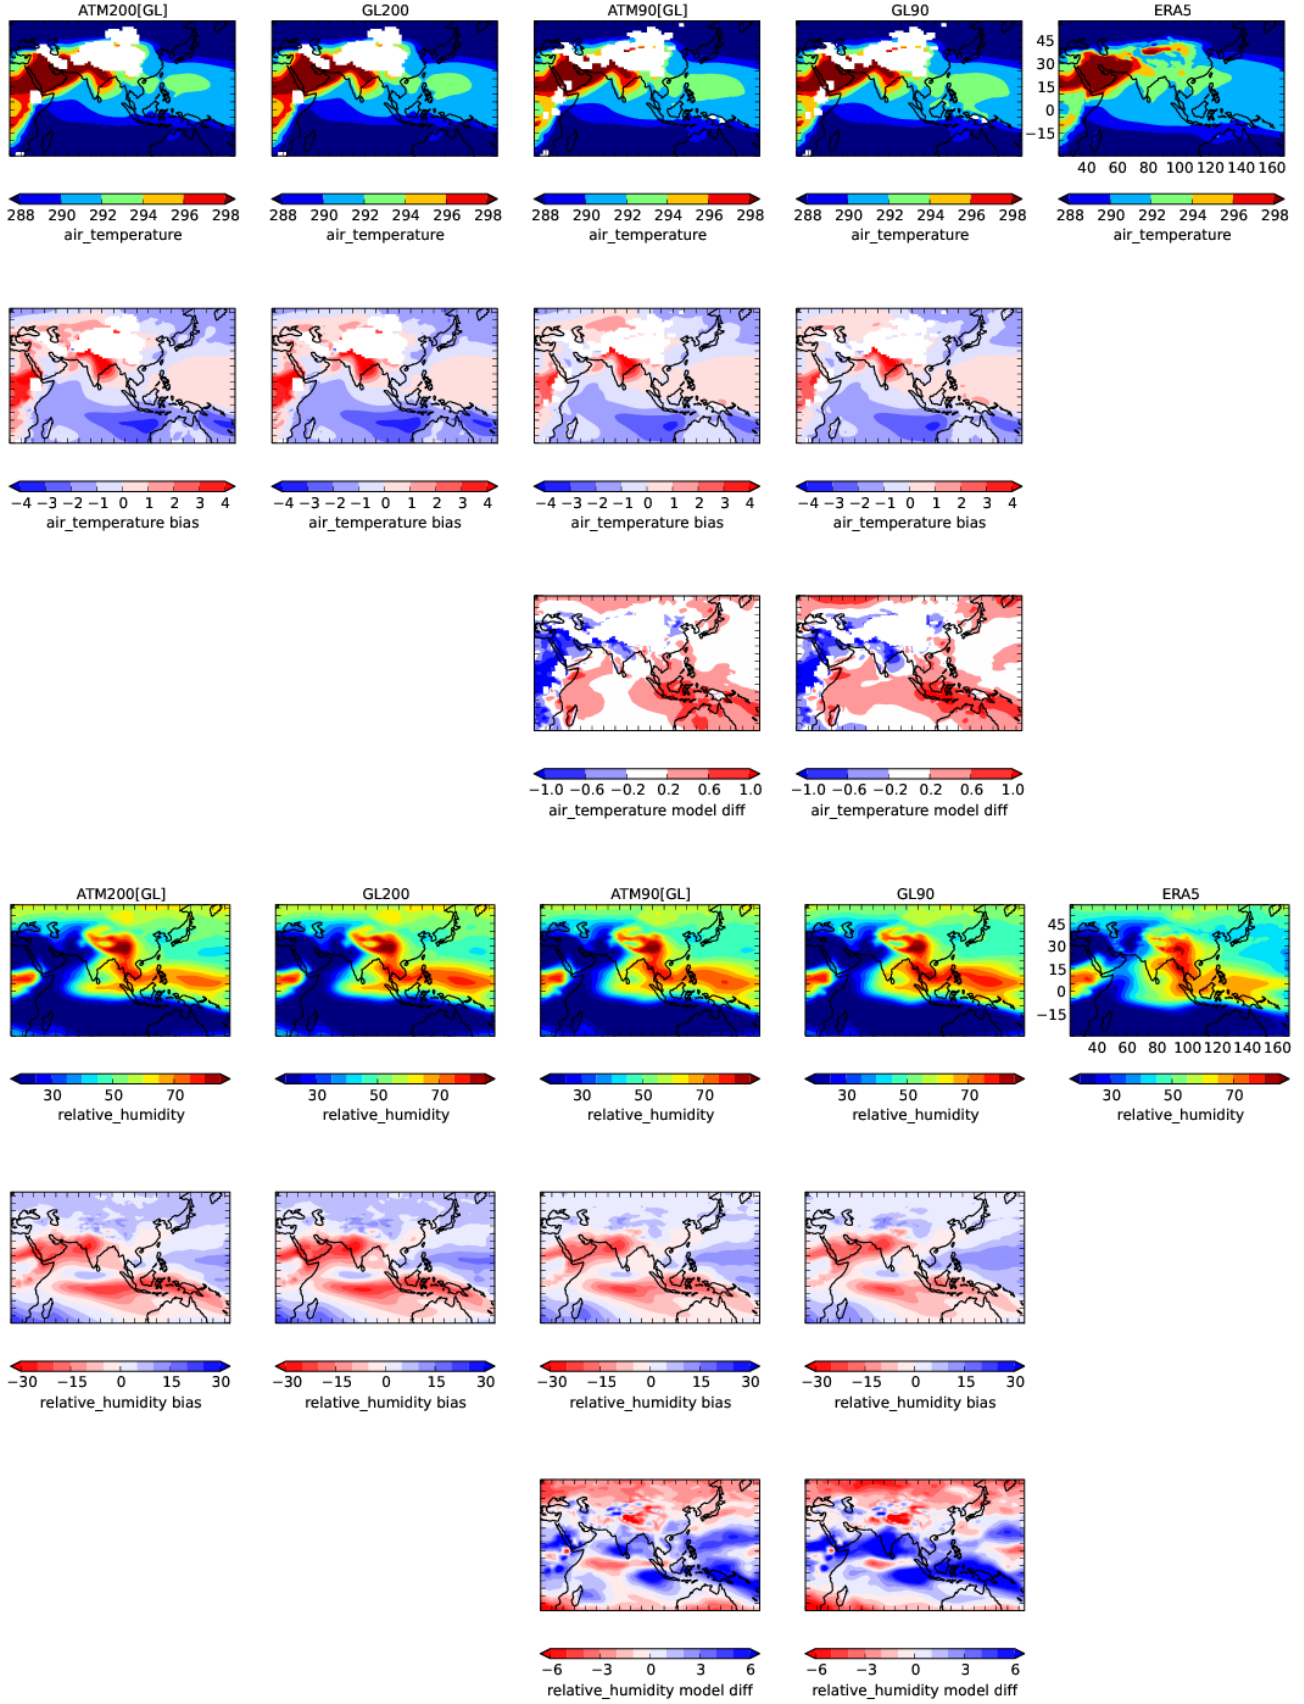 ATM200[GL] GL200 ATM90[GL] GL90 ERA5
45
30
15
0
−15
40 60 80 100 120 140 160
288 290 292 294 296 298 288 290 292 294 296 298 288 290 292 294 296 298 288 290 292 294 296 298 288 290 292 294 296 298
air_temperature air_temperature air_temperature air_temperature air_temperature
−4 −3 −2 −1 0 1 2 3 4 −4 −3 −2 −1 0 1 2 3 4 −4 −3 −2 −1 0 1 2 3 4 −4 −3 −2 −1 0 1 2 3 4
air_temperature bias air_temperature bias air_temperature bias air_temperature bias
−1.0 −0.6 −0.2 0.2 0.6 1.0 −1.0 −0.6 −0.2 0.2 0.6 1.0
air_temperature model diff air_temperature model diff
ATM200[GL] GL200 ATM90[GL] GL90 ERA5
45
30
15
0
−15
40 60 80 100 120 140 160
30 50 70 30 50 70 30 50 70 30 50 70 30 50 70
relative_humidity relative_humidity relative_humidity relative_humidity relative_humidity
−30 −15 0 15 30 −30 −15 0 15 30 −30 −15 0 15 30 −30 −15 0 15 30
relative_humidity bias relative_humidity bias relative_humidity bias relative_humidity bias
−6 −3 0 3 6 −6 −3 0 3 6
relative_humidity model diff relative_humidity model diff